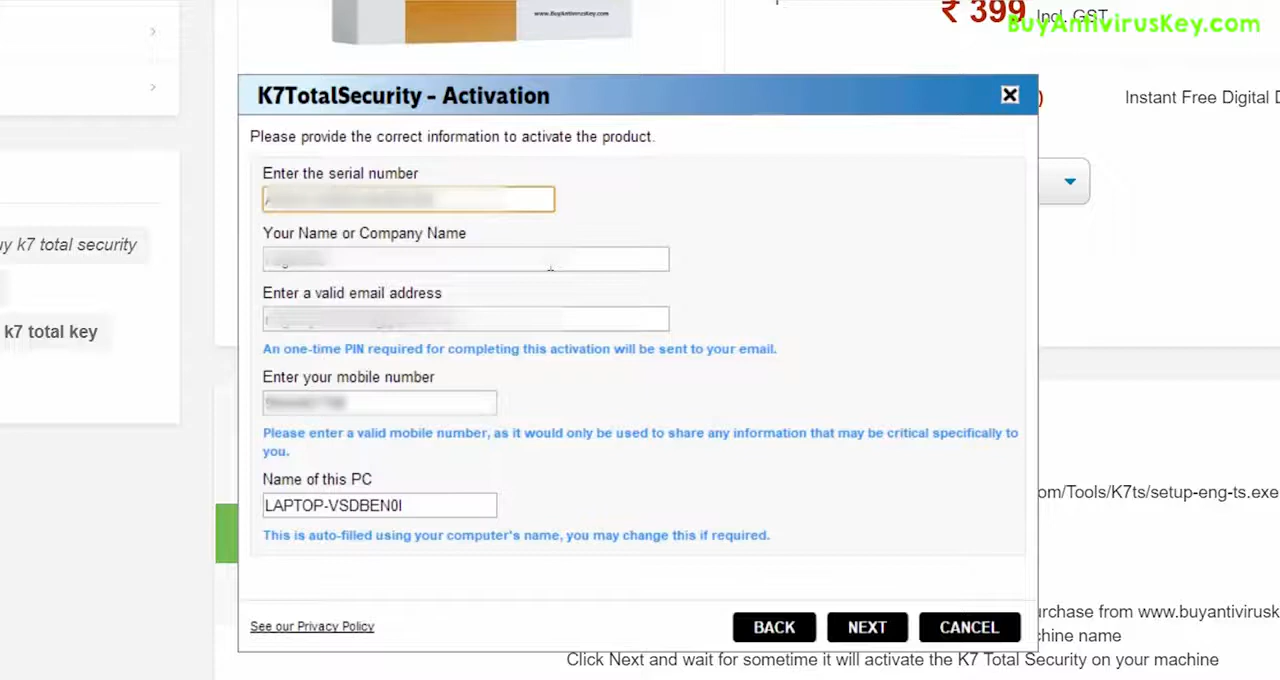 www.BuyAntivirusKey.com
₹ 399 Incl. GST
BuyAntivirusKey.com
K7TotalSecurity - Activation
Instant Free Digital
Please provide the correct information to activate the product.
Enter the serial number
Your Name or Company Name
y k7 total security
Enter a valid email address
k7 total key
An one-time PIN required for completing this activation will be sent to your email.
Enter your mobile number
Please enter a valid mobile number, as it would only be used to share any information that may be critical specifically to
you.
Name of this PC
om/Tools/K7ts/setup-eng-ts.exe
LAPTOP-VSDBEN0I
This is auto-filled using your computer's name, you may change this if required.
See our Privacy Policy
BACK
NEXT
CANCEL
urchase from www.buyantivirusk
chine name
Click Next and wait for sometime it will activate the K7 Total Security on your machine